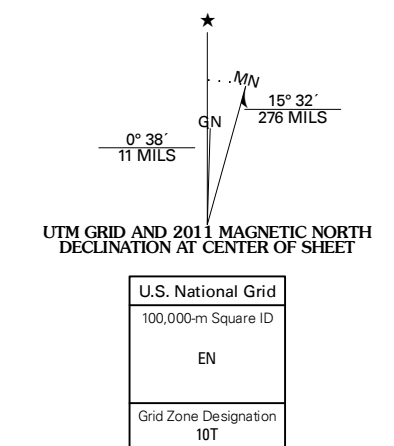 ★
MN
GN
15° 32´
276 MILS
0° 38´
11 MILS
UTM GRID AND 2011 MAGNETIC NORTH
DECLINATION AT CENTER OF SHEET
U.S. National Grid
100,000-m Square ID
EN
Grid Zone Designation
10T